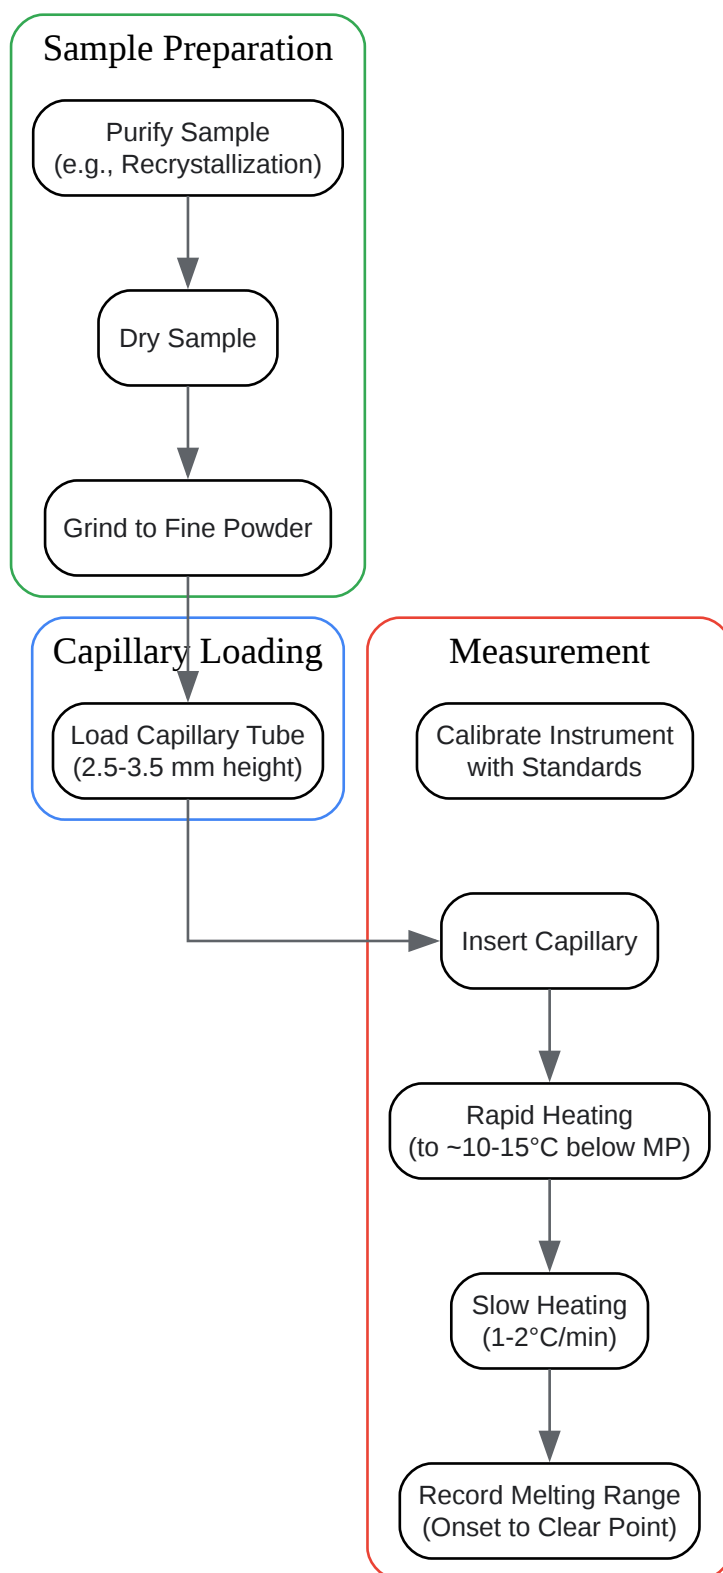 Sample Preparation
Purify Sample
(e.g., Recrystallization)
Dry Sample
Grind to Fine Powder
Capillary Loading
Load Capillary Tube
(2.5-3.5 mm height)
Measurement
Calibrate Instrument
with Standards
Insert Capillary
Rapid Heating
(to ~10-15°C below MP)
Slow Heating
(1-2°C/min)
Record Melting Range
(Onset to Clear Point)